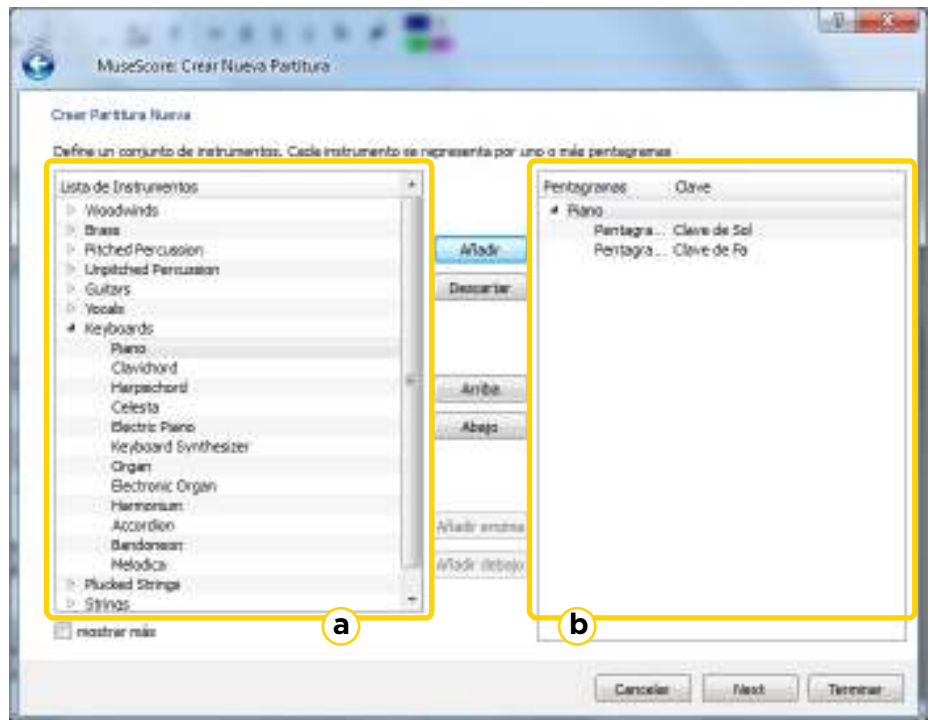 MuseScore: Crear Nueva Partitura
Crear Partitura Nueva
Define un conjunto de instrumentos. Cada instrumento se representa por uno o más pentagramas
Lista de Instrumentos
Woodwinds
Brass
Pitched Percussion
Unpitched Percussion
Guitars
Vocals
Keyboards
Piano
Clavichord
Harpsichord
Celesta
Electric Piano
Keyboard Synthesizer
Organ
Electronic Organ
Harmonium
Accordion
Bandoneon
Melodica
Plucked Strings
Strings
mostrar más
a
Añadir
Descartar
Arriba
Abajo
Añadir encima
Añadir debajo
Pentagramas Clave
Piano
Pentagra... Clave de Sol
Pentagra... Clave de Fa
b
Cancelar Next Terminar